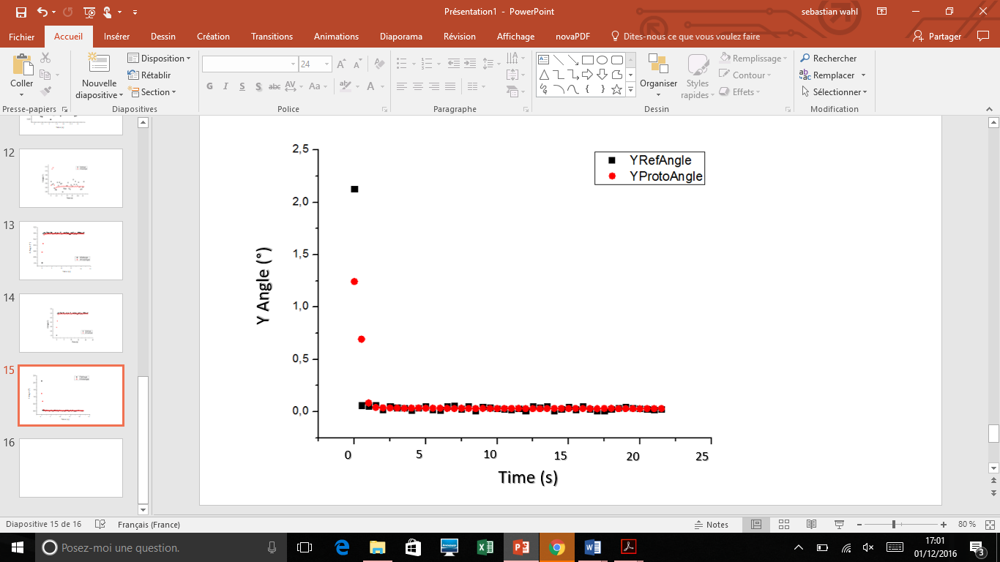 Présentation1 - PowerPoint
sebastian wahl
Fichier Accueil Insérer Dessin Création Transitions Animations Diaporama Révision Affichage novaPDF Dites-nous ce que vous voulez faire Partager
Coller
Presse-papiers
Nouvelle diapositive
Disposition
Rétablir
Section
Diapositives
24
G I S S abc AV Aa A
Police
Paragraphe
Organiser
Styles rapides
Remplissage
Contour
Effets
Dessin
Rechercher
Remplacer
Sélectionner
Modification
12
13
14
15
16
2,5
2,0
1,5
1,0
0,5
0,0
Y Angle (°)
YRefAngle
YProtoAngle
0 5 10 15 20 25
Time (s)
Diapositive 15 de 16 Français (France) Notes 80 %
Posez-moi une question.
17:01
01/12/2016
3